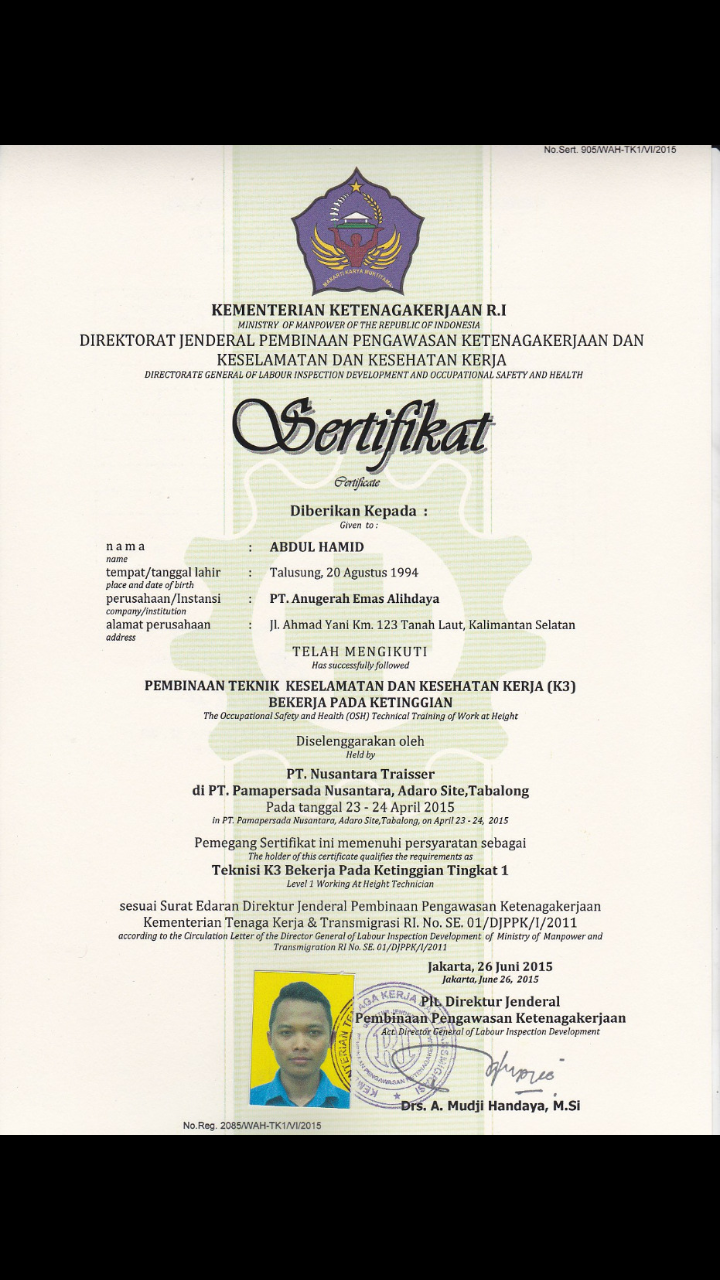 No.Sert. 905/WAH-TK1/VI/2015
KEMENTERIAN KETENAGAKERJAAN R.I
MINISTRY OF MANPOWER OF THE REPUBLIC OF INDONESIA
DIREKTORAT JENDERAL PEMBINAAN PENGAWASAN KETENAGAKERJAAN DAN
KESELAMATAN DAN KESEHATAN KERJA
DIRECTORATE GENERAL OF LABOUR INSPECTION DEVELOPMENT AND OCCUPATIONAL SAFETY AND HEALTH
Sertifikat
Certificate
Diberikan Kepada :
Given to :
n a m a : ABDUL HAMID
name
tempat/tanggal lahir : Talusung, 20 Agustus 1994
place and date of birth
perusahaan/Instansi : PT. Anugerah Emas Alihdaya
company/institution
alamat perusahaan : Jl. Ahmad Yani Km. 123 Tanah Laut, Kalimantan Selatan
address
TELAH MENGIKUTI
Has successfully followed
PEMBINAAN TEKNIK KESELAMATAN DAN KESEHATAN KERJA (K3)
BEKERJA PADA KETINGGIAN
The Occupational Safety and Health (OSH) Technical Training of Work at Height
Diselenggarakan oleh
Held by
PT. Nusantara Traisser
di PT. Pamapersada Nusantara, Adaro Site,Tabalong
Pada tanggal 23 - 24 April 2015
in PT. Pamapersada Nusantara, Adaro Site,Tabalong, on April 23 - 24, 2015
Pemegang Sertifikat ini memenuhi persyaratan sebagai
The holder of this certificate qualifies the requirements as
Teknisi K3 Bekerja Pada Ketinggian Tingkat 1
Level 1 Working At Height Technician
sesuai Surat Edaran Direktur Jenderal Pembinaan Pengawasan Ketenagakerjaan
Kementerian Tenaga Kerja & Transmigrasi RI. No. SE. 01/DJPPK/I/2011
according to the Circulation Letter of the Director General of Labour Inspection Development of Ministry of Manpower and
Transmigration RI No. SE. 01/DJPPK/I/2011
Jakarta, 26 Juni 2015
Jakarta, June 26, 2015
Plt. Direktur Jenderal
Pembinaan Pengawasan Ketenagakerjaan
Act. Director General of Labour Inspection Development
Drs. A. Mudji Handaya, M.Si
No.Reg. 2085/WAH-TK1/VI/2015